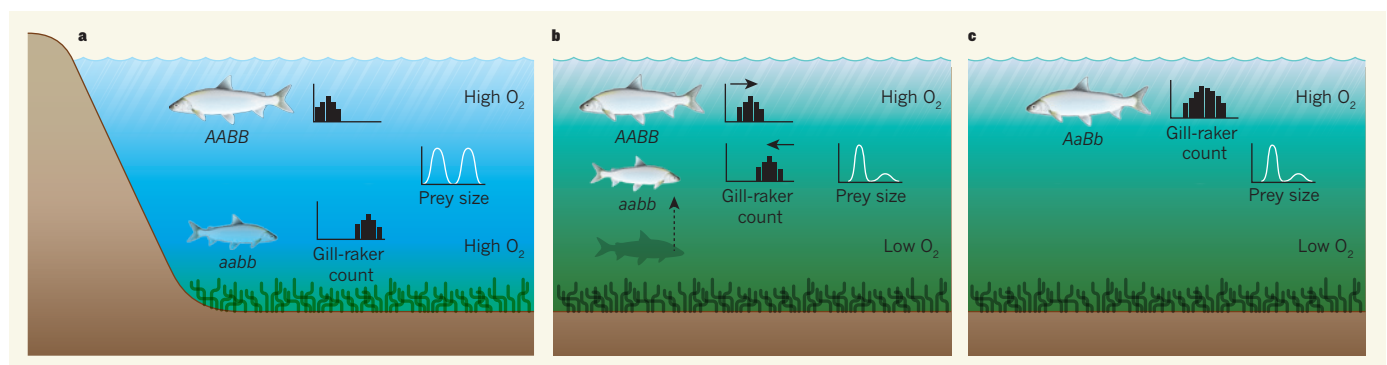 a
High O2
AABB
Prey size
High O2
Gill-raker
count
aabb
b
High O2
AABB
aabb
Gill-raker
count
Prey size
Low O2
c
High O2
AaBb
Gill-raker
count
Prey size
Low O2